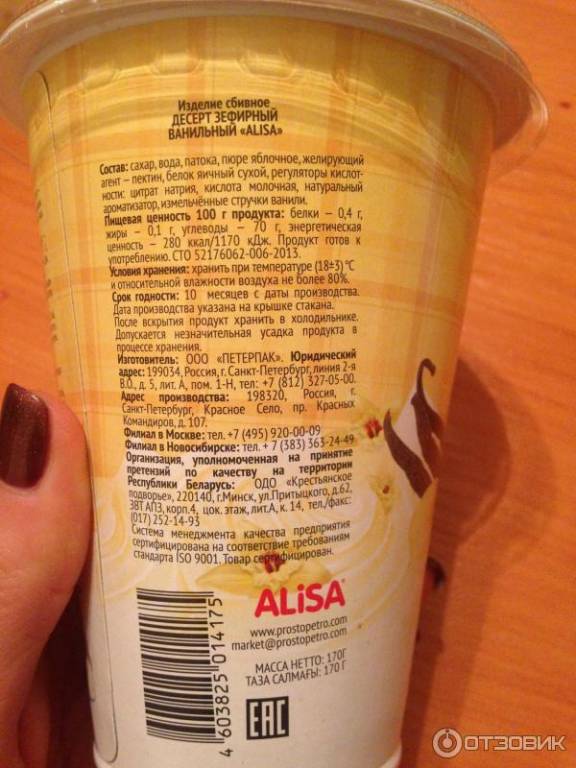 Изделие сбивное
ДЕСЕРТ ЗЕФИРНЫЙ
ВАНИЛЬНЫЙ «ALISA»
Состав: сахар, вода, патока, пюре яблочное, желирующий
агент – пектин, белок яичный сухой, регуляторы кислот-
ности: цитрат натрия, кислота молочная, натуральный
ароматизатор, измельчённые стручки ванили.
Пищевая ценность 100 г продукта: белки – 0,4 г,
жиры – 0,1 г, углеводы – 70 г, энергетическая
ценность – 280 ккал/1170 кДж. Продукт готов к
употреблению. СТО 52176062-006-2013.
Условия хранения: хранить при температуре (18±3) °С
и относительной влажности воздуха не более 80%.
Срок годности: 10 месяцев с даты производства.
Дата производства указана на крышке стакана.
После вскрытия продукт хранить в холодильнике.
Допускается незначительная усадка продукта в
процессе хранения.
Изготовитель: ООО «ПЕТЕРПАК». Юридический
адрес: 199034, Россия, г. Санкт-Петербург, линия 2-я
В.О., д. 5, лит. А, пом. 1-Н, тел: +7 (812) 327-05-00.
Адрес производства: 198320, Россия, г.
Санкт-Петербург, Красное Село, пр. Красных
Командиров, д. 107.
Филиал в Москве: тел. +7 (495) 920-00-09
Филиал в Новосибирске: тел. + 7 (383) 363-24-49
Организация, уполномоченная на принятие
претензий по качеству на территории
Республики Беларусь: ОДО «Крестьянское
подворье», 220140, г.Минск, ул.Притыцкого, д.62,
ЗВТ АПЗ, корп.4, цок. этаж, лит.А, к. 14, тел./факс:
(017) 252-14-93
Система менеджмента качества предприятия
сертифицирована на соответствие требованиям
стандарта ISO 9001. Товар сертифицирован.
ALiSA®
www.prostopetro.com
market@prostopetro.com
МАССА НЕТТО: 170Г
ТАЗА САЛМАҒЫ: 170 Г
4 603825 014175
EAC
ОТЗОВИК